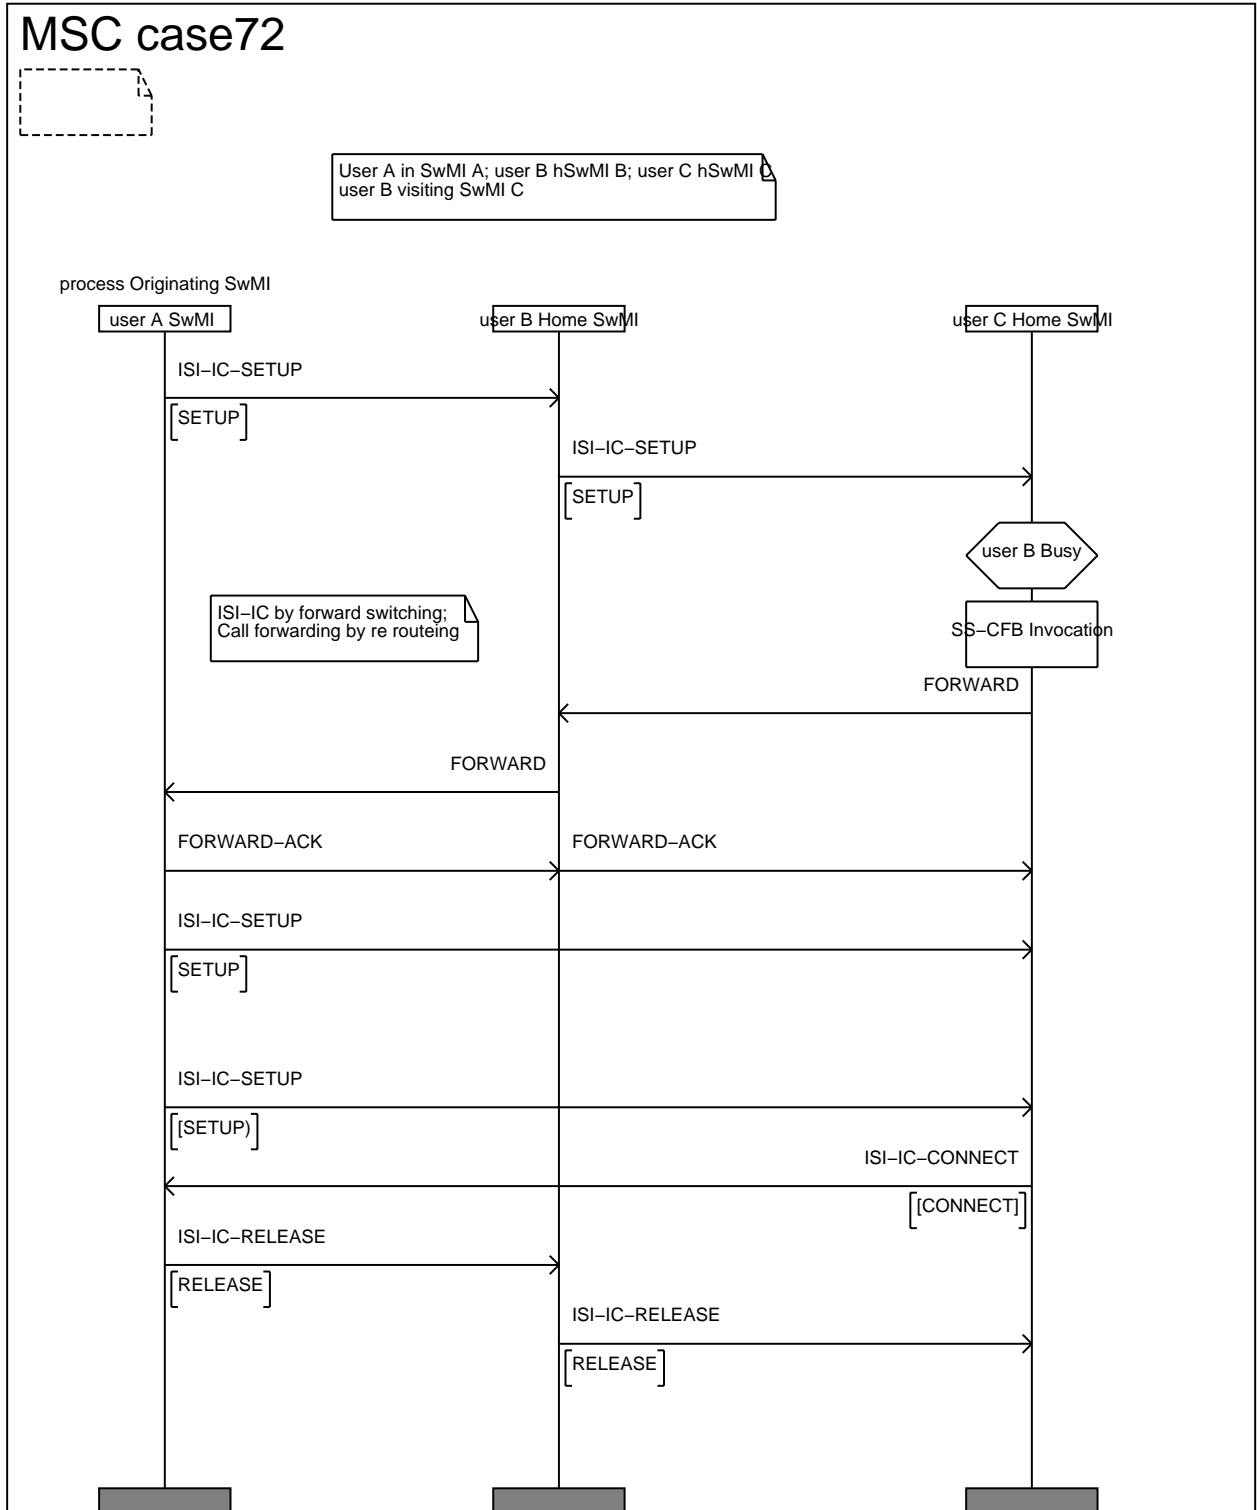 MSC case72
User A in SwMI A; user B hSwMI B; user C hSwMI C
user B visiting SwMI C
process Originating SwMI
user A SwMI
user B Home SwMI
user C Home SwMI
ISI–IC–SETUP
SETUP
ISI–IC–SETUP
SETUP
user B Busy
ISI–IC by forward switching;
Call forwarding by re routeing
SS–CFB Invocation
FORWARD
FORWARD
FORWARD–ACK
FORWARD–ACK
ISI–IC–SETUP
SETUP
ISI–IC–SETUP
[SETUP)
ISI–IC–CONNECT
[CONNECT]
ISI–IC–RELEASE
RELEASE
ISI–IC–RELEASE
RELEASE